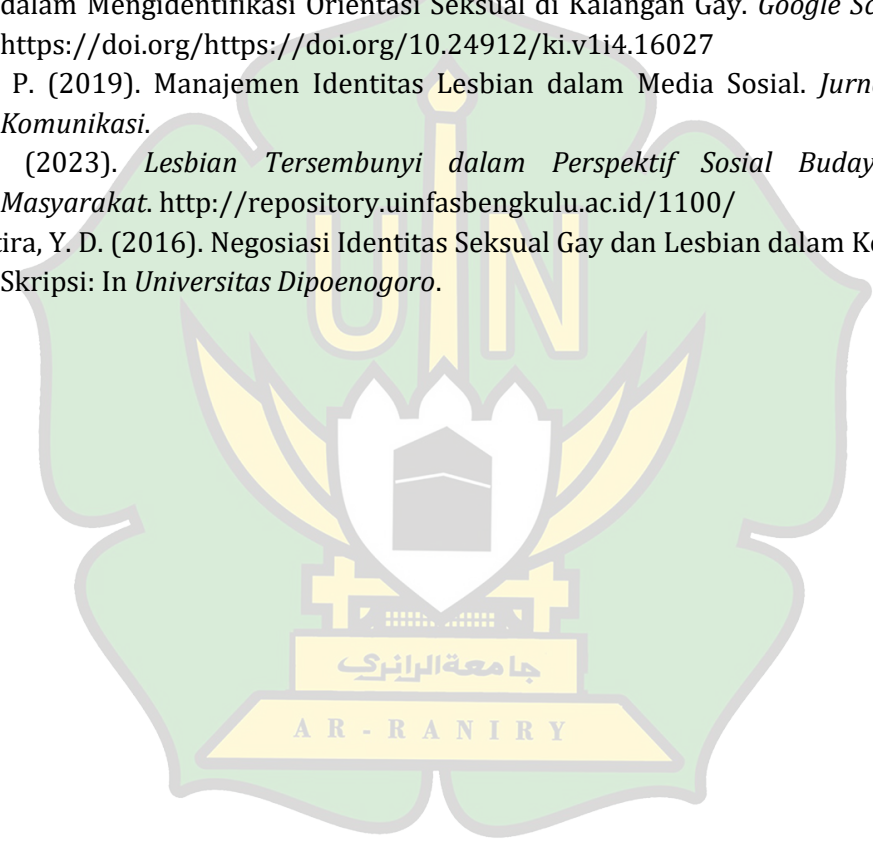 dalam Mengidentifikasi Orientasi Seksual di Kalangan Gay. Google Sc
https://doi.org/https://doi.org/10.24912/ki.v1i4.16027
P. (2019). Manajemen Identitas Lesbian dalam Media Sosial. Jurn
Komunikasi.
(2023). Lesbian Tersembunyi dalam Perspektif Sosial Buday
Masyarakat. http://repository.uinfasbengkulu.ac.id/1100/
tira, Y. D. (2016). Negosiasi Identitas Seksual Gay dan Lesbian dalam Ke
Skripsi: In Universitas Dipoenogoro.
UIN
جامعةالرانري
AR-RANIRY